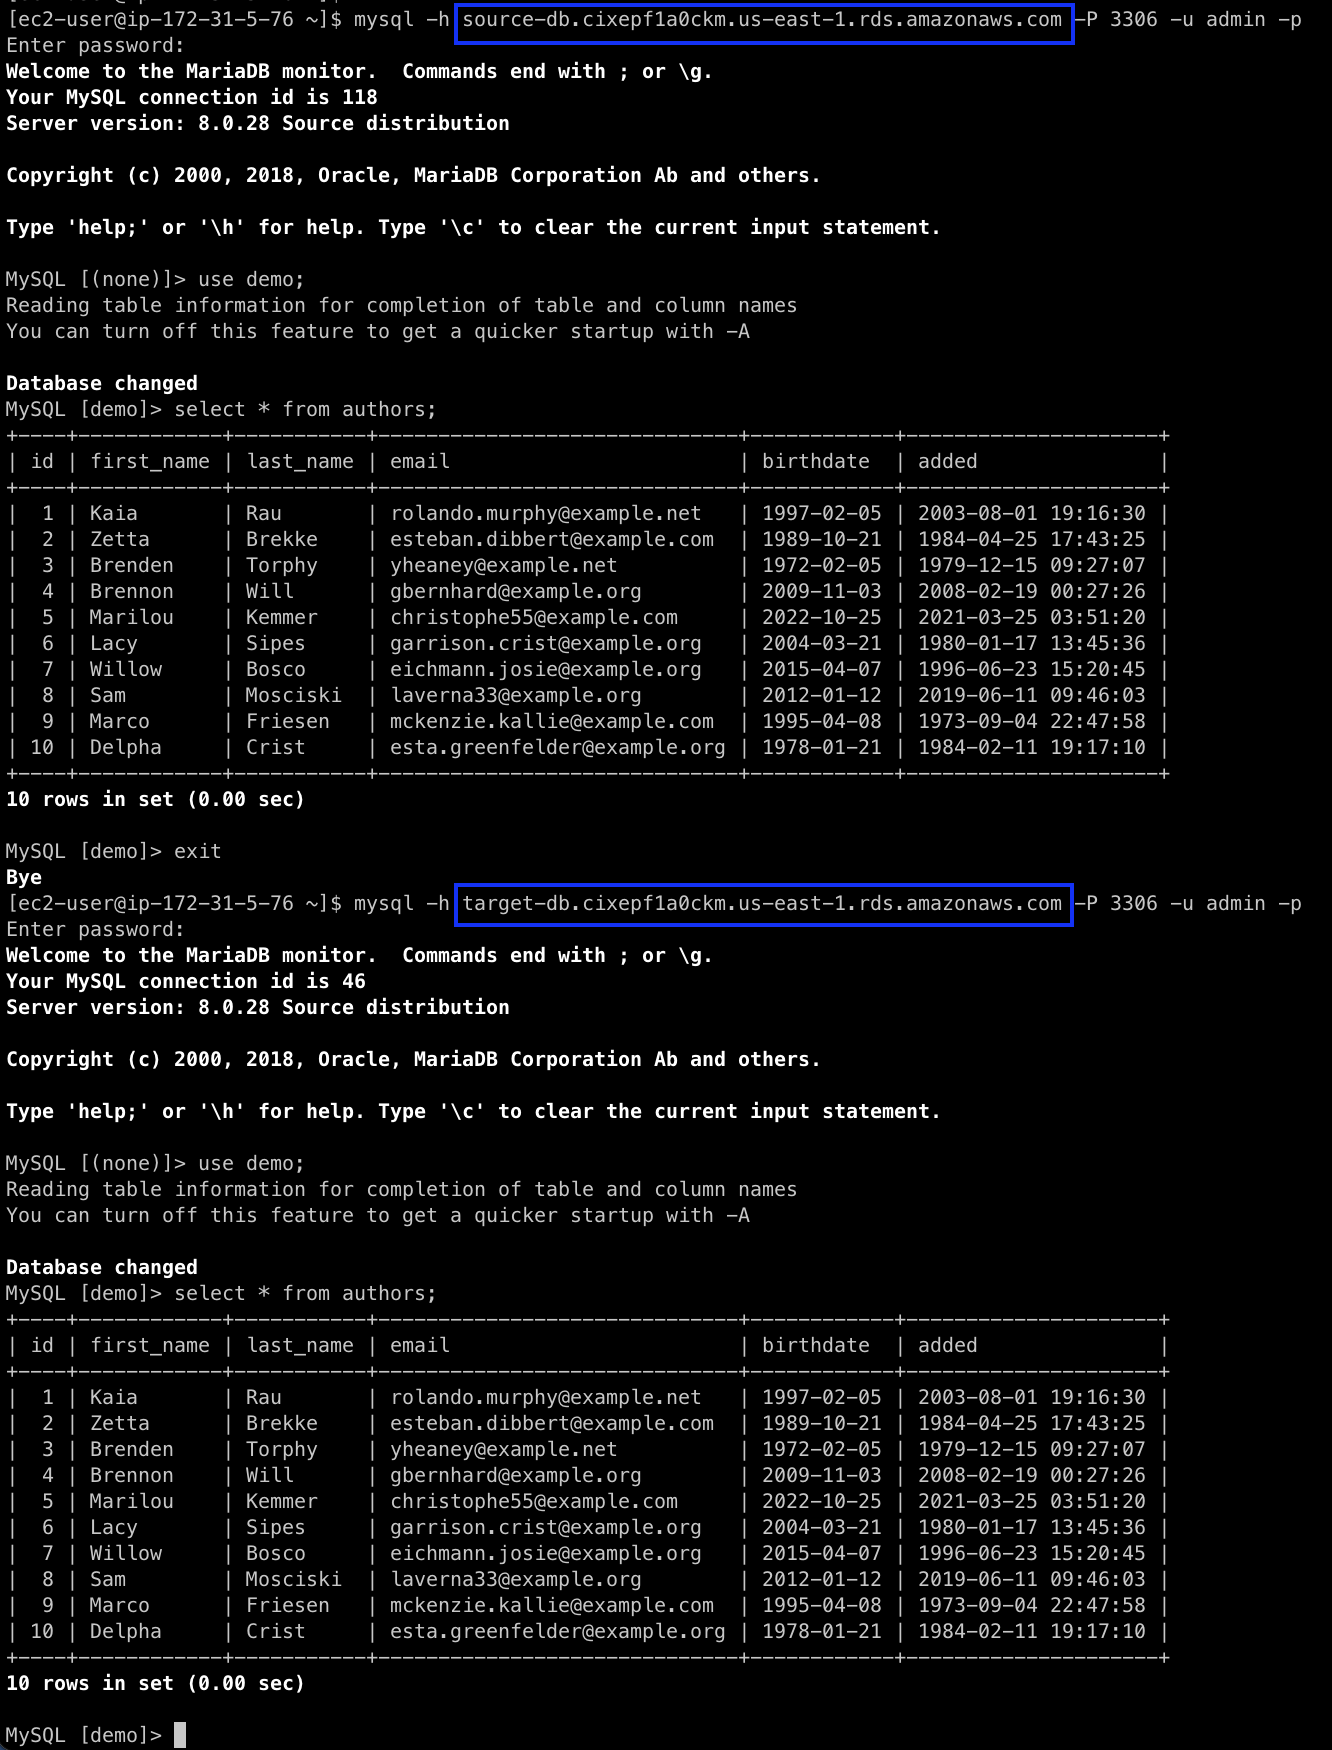 [ec2-user@ip-172-31-5-76 ~]$ mysql -h source-db.cixepf1a0ckm.us-east-1.rds.amazonaws.com -P 3306 -u admin -p
Enter password:
Welcome to the MariaDB monitor.  Commands end with ; or \g.
Your MySQL connection id is 118
Server version: 8.0.28 Source distribution

Copyright (c) 2000, 2018, Oracle, MariaDB Corporation Ab and others.

Type 'help;' or '\h' for help. Type '\c' to clear the current input statement.

MySQL [(none)]> use demo;
Reading table information for completion of table and column names
You can turn off this feature to get a quicker startup with -A

Database changed
MySQL [demo]> select * from authors;
+----+------------+-----------+------------------------------+------------+---------------------+
| id | first_name | last_name | email                        | birthdate  | added               |
+----+------------+-----------+------------------------------+------------+---------------------+
|  1 | Kaia       | Rau       | rolando.murphy@example.net   | 1997-02-05 | 2003-08-01 19:16:30 |
|  2 | Zetta      | Brekke    | esteban.dibbert@example.com  | 1989-10-21 | 1984-04-25 17:43:25 |
|  3 | Brenden    | Torphy    | yheaney@example.net          | 1972-02-05 | 1979-12-15 09:27:07 |
|  4 | Brennon    | Will      | gbernhard@example.org        | 2009-11-03 | 2008-02-19 00:27:26 |
|  5 | Marilou    | Kemmer    | christophe55@example.com     | 2022-10-25 | 2021-03-25 03:51:20 |
|  6 | Lacy       | Sipes     | garrison.crist@example.org   | 2004-03-21 | 1980-01-17 13:45:36 |
|  7 | Willow     | Bosco     | eichmann.josie@example.org   | 2015-04-07 | 1996-06-23 15:20:45 |
|  8 | Sam        | Mosciski  | laverna33@example.org        | 2012-01-12 | 2019-06-11 09:46:03 |
|  9 | Marco      | Friesen   | mckenzie.kallie@example.com  | 1995-04-08 | 1973-09-04 22:47:58 |
| 10 | Delpha     | Crist     | esta.greenfelder@example.org | 1978-01-21 | 1984-02-11 19:17:10 |
+----+------------+-----------+------------------------------+------------+---------------------+
10 rows in set (0.00 sec)

MySQL [demo]> exit
Bye
[ec2-user@ip-172-31-5-76 ~]$ mysql -h target-db.cixepf1a0ckm.us-east-1.rds.amazonaws.com -P 3306 -u admin -p
Enter password:
Welcome to the MariaDB monitor.  Commands end with ; or \g.
Your MySQL connection id is 46
Server version: 8.0.28 Source distribution

Copyright (c) 2000, 2018, Oracle, MariaDB Corporation Ab and others.

Type 'help;' or '\h' for help. Type '\c' to clear the current input statement.

MySQL [(none)]> use demo;
Reading table information for completion of table and column names
You can turn off this feature to get a quicker startup with -A

Database changed
MySQL [demo]> select * from authors;
+----+------------+-----------+------------------------------+------------+---------------------+
| id | first_name | last_name | email                        | birthdate  | added               |
+----+------------+-----------+------------------------------+------------+---------------------+
|  1 | Kaia       | Rau       | rolando.murphy@example.net   | 1997-02-05 | 2003-08-01 19:16:30 |
|  2 | Zetta      | Brekke    | esteban.dibbert@example.com  | 1989-10-21 | 1984-04-25 17:43:25 |
|  3 | Brenden    | Torphy    | yheaney@example.net          | 1972-02-05 | 1979-12-15 09:27:07 |
|  4 | Brennon    | Will      | gbernhard@example.org        | 2009-11-03 | 2008-02-19 00:27:26 |
|  5 | Marilou    | Kemmer    | christophe55@example.com     | 2022-10-25 | 2021-03-25 03:51:20 |
|  6 | Lacy       | Sipes     | garrison.crist@example.org   | 2004-03-21 | 1980-01-17 13:45:36 |
|  7 | Willow     | Bosco     | eichmann.josie@example.org   | 2015-04-07 | 1996-06-23 15:20:45 |
|  8 | Sam        | Mosciski  | laverna33@example.org        | 2012-01-12 | 2019-06-11 09:46:03 |
|  9 | Marco      | Friesen   | mckenzie.kallie@example.com  | 1995-04-08 | 1973-09-04 22:47:58 |
| 10 | Delpha     | Crist     | esta.greenfelder@example.org | 1978-01-21 | 1984-02-11 19:17:10 |
+----+------------+-----------+------------------------------+------------+---------------------+
10 rows in set (0.00 sec)

MySQL [demo]>